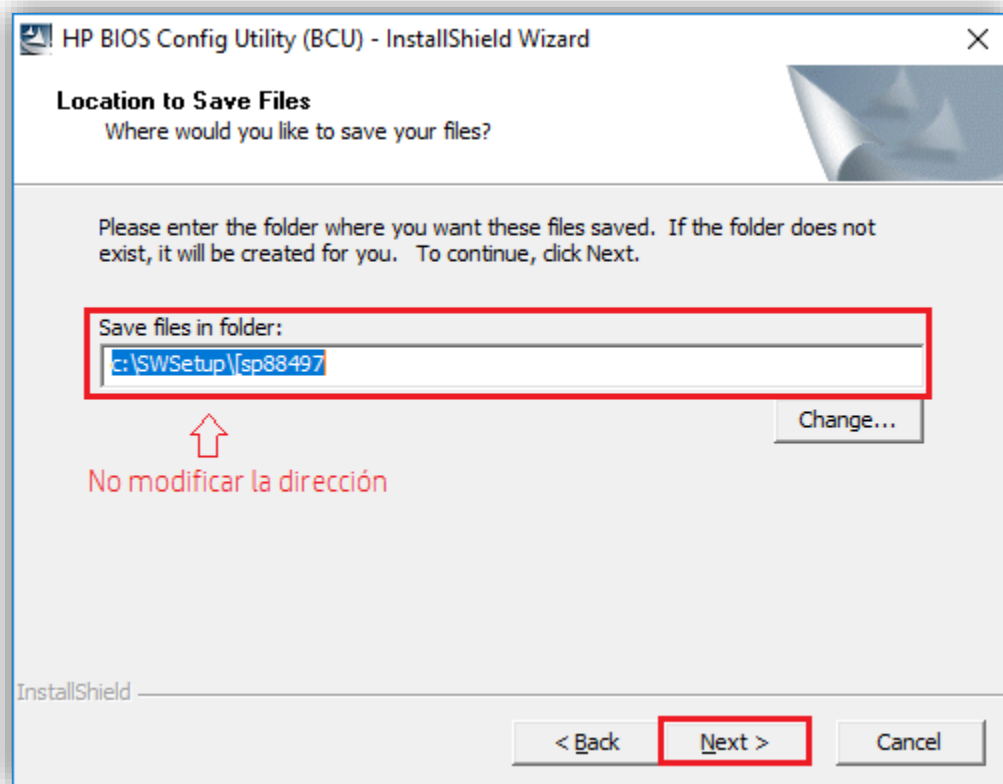 HP BIOS Config Utility (BCU) - InstallShield Wizard
Location to Save Files
Where would you like to save your files?
Please enter the folder where you want these files saved.  If the folder does not
exist, it will be created for you.   To continue, click Next.
Save files in folder:
c:\SWSetup\[sp88497
Change...
No modificar la dirección
InstallShield
< Back
Next >
Cancel